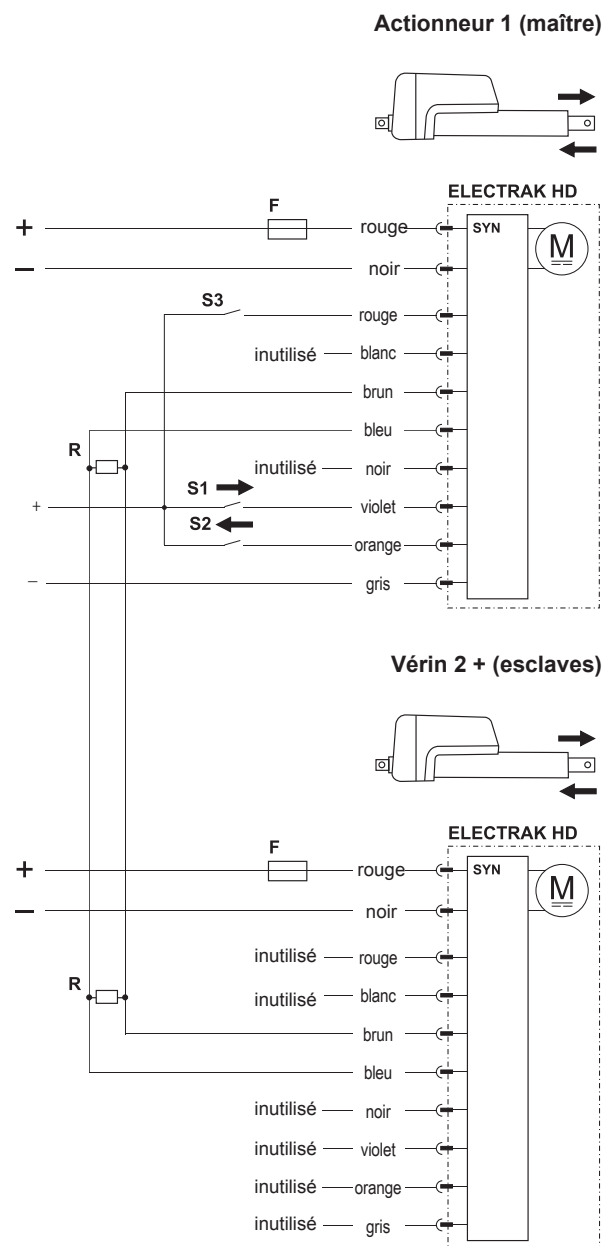 Actionneur 1 (maître)
ELECTRAK HD
+ F rouge SYN M
– noir
S3 rouge
inutilisé blanc
brun
bleu
R
inutilisé noir
S1
+ violet
S2
orange
– gris
Vérin 2 + (esclaves)
ELECTRAK HD
+ F rouge SYN M
– noir
inutilisé rouge
R inutilisé blanc
brun
bleu
inutilisé noir
inutilisé violet
inutilisé orange
inutilisé gris